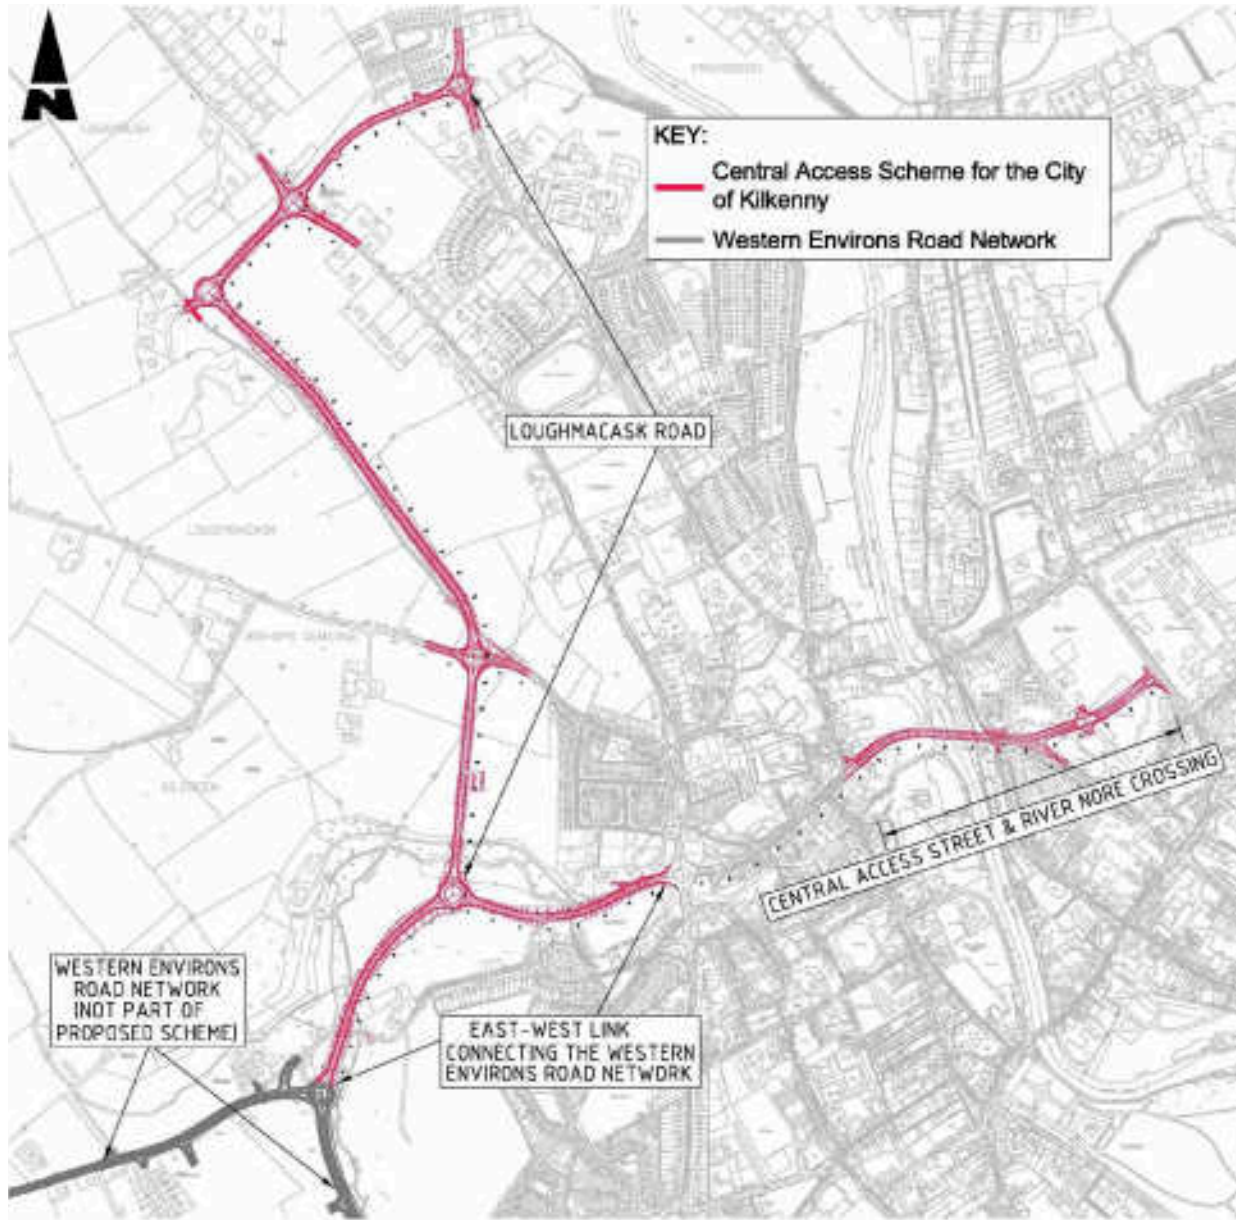 N
KEY:
Central Access Scheme for the City
of Kilkenny
Western Environs Road Network
LOUGHMACASK ROAD
CENTRAL ACCESS STREET & RIVER NORE CROSSING
WESTERN ENVIRONS
ROAD NETWORK
(NOT PART OF
PROPOSED SCHEME)
EAST-WEST LINK
CONNECTING THE WESTERN
ENVIRONS ROAD NETWORK